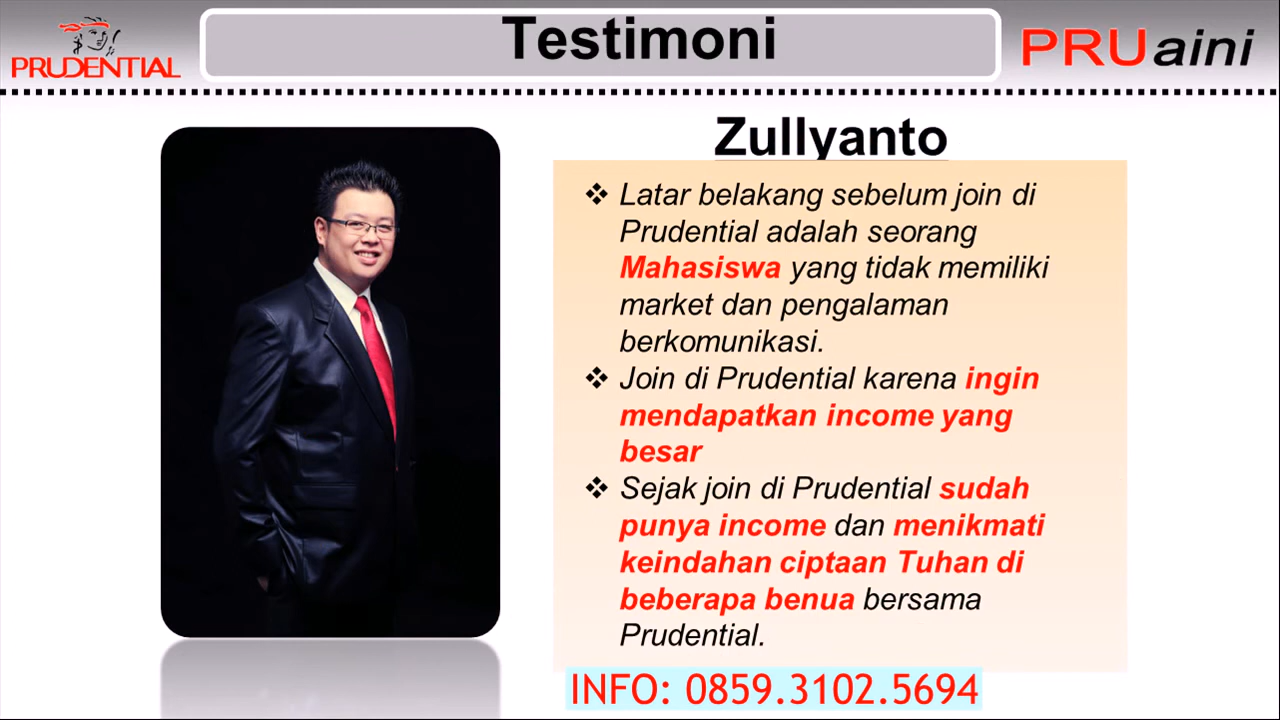 Testimoni
PRUDENTIAL
PRUaini
Zullyanto
❖ Latar belakang sebelum join di
Prudential adalah seorang
Mahasiswa yang tidak memiliki
market dan pengalaman
berkomunikasi.
❖ Join di Prudential karena ingin
mendapatkan income yang
besar
❖ Sejak join di Prudential sudah
punya income dan menikmati
keindahan ciptaan Tuhan di
beberapa benua bersama
Prudential.
INFO: 0859.3102.5694